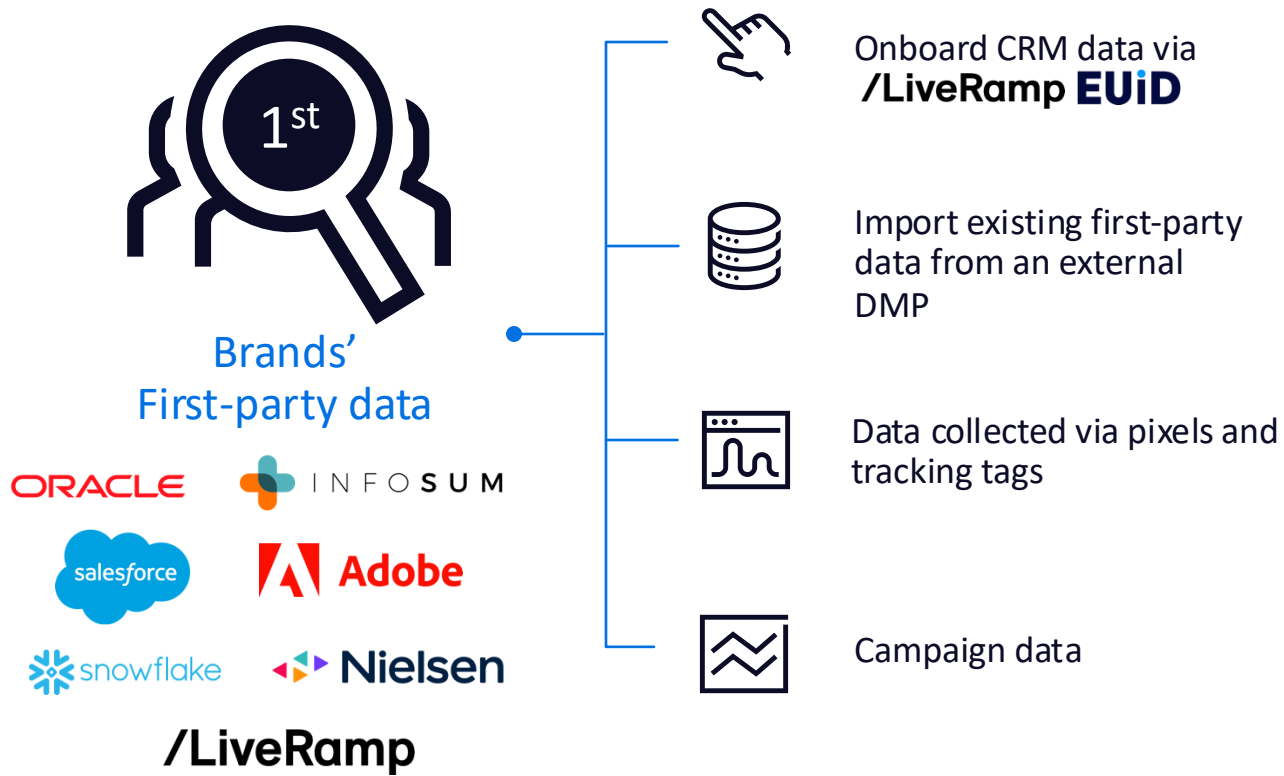 1st
Brands’
First-party data
ORACLE
INFOSUM
salesforce
Adobe
snowflake
Nielsen
/LiveRamp
Onboard CRM data via
/LiveRamp EUiD
Import existing first-party
data from an external
DMP
Data collected via pixels and
tracking tags
Campaign data